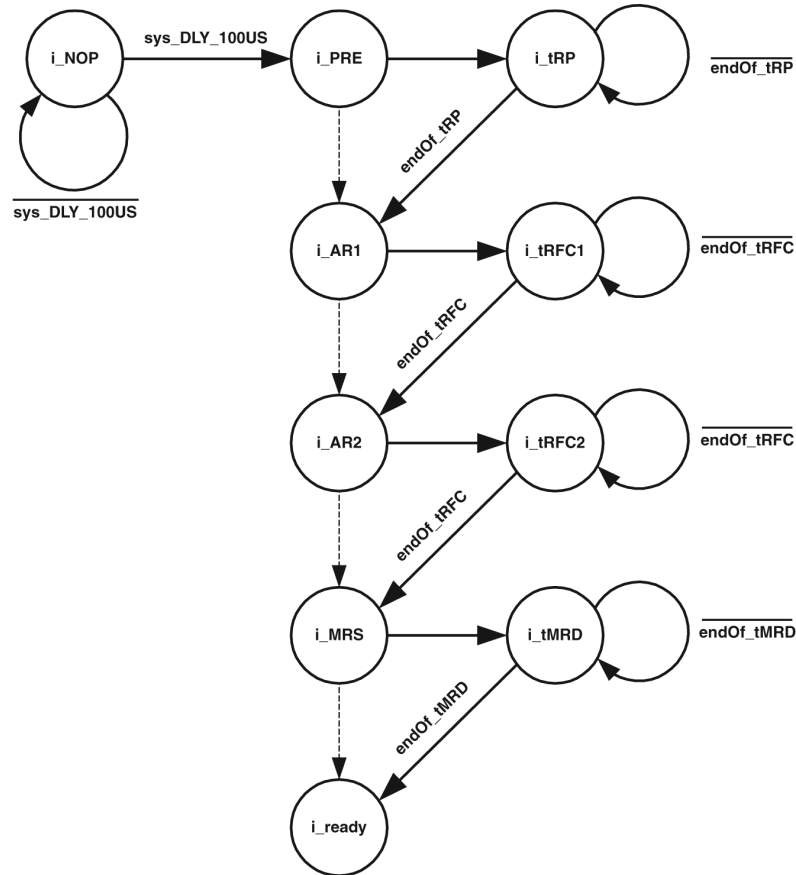 sys_DLY_100US
i_NOP
i_PRE
i_tRP
endOf_tRP
endOf_tRP
sys_DLY_100US
i_AR1
i_tRFC1
endOf_tRFC
endOf_tRFC
i_AR2
i_tRFC2
endOf_tRFC
endOf_tRFC
i_MRS
i_tMRD
endOf_tMRD
endOf_tMRD
i_ready